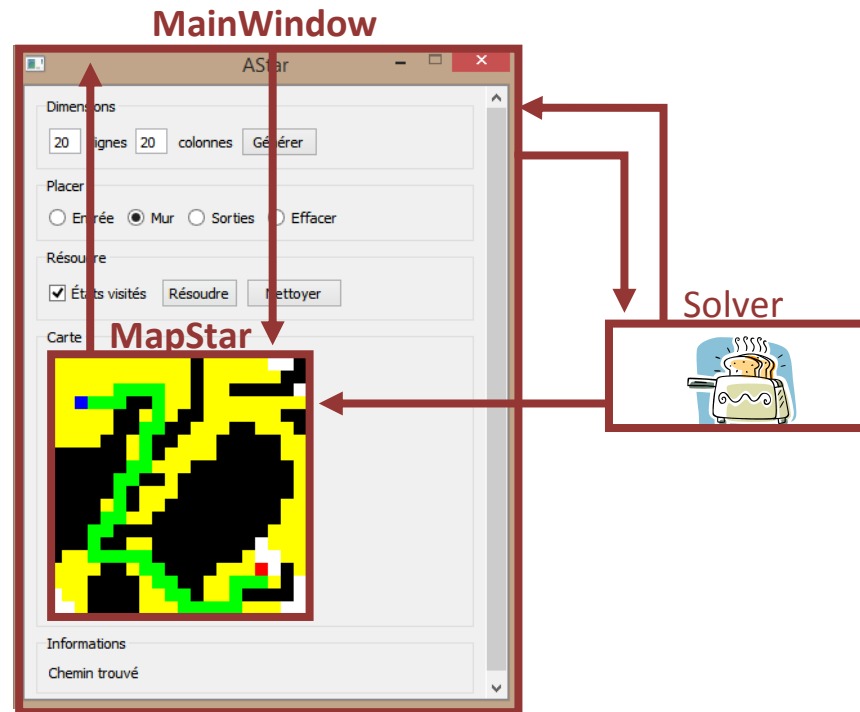 MainWindow
AStar
Dimensions
20 lignes 20 colonnes Générer
Placer
Entrée Mur Sorties Effacer
Résoudre
États visités Résoudre Nettoyer
Solver
Carte
MapStar
Informations
Chemin trouvé